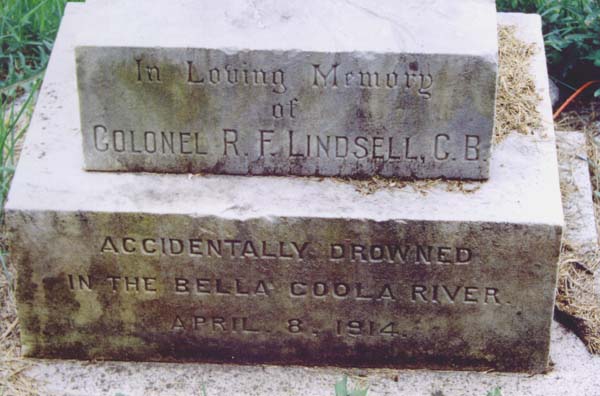 In Loving Memory
of
COLONEL R. F. LINDSELL, C. B.
ACCIDENTALLY DROWNED
IN THE BELLA COOLA RIVER.
APRIL. 8. 1914.